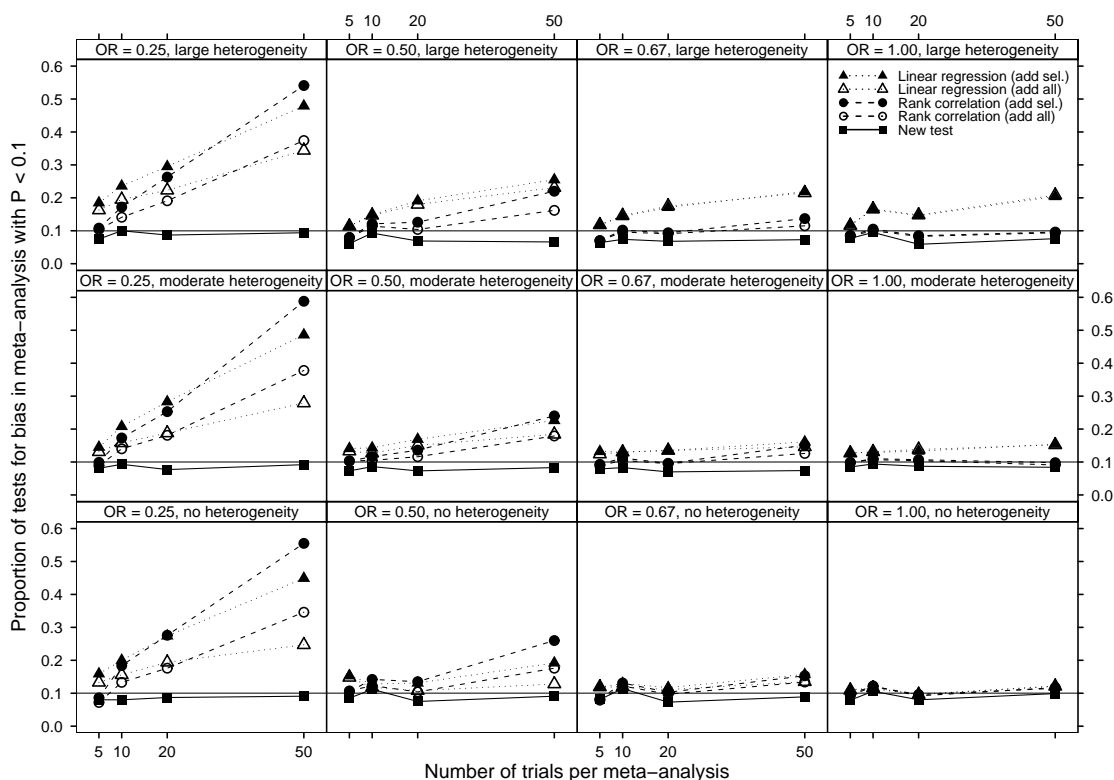 5 10 20 50 5 10 20 50
OR = 0.25, large heterogeneity OR = 0.50, large heterogeneity OR = 0.67, large heterogeneity OR = 1.00, large heterogeneity
0.6
0.5
0.4
0.3
0.2
0.1
0.0
Linear regression (add sel.)
Linear regression (add all)
Rank correlation (add sel.)
Rank correlation (add all)
New test
OR = 0.25, moderate heterogeneity OR = 0.50, moderate heterogeneity OR = 0.67, moderate heterogeneity OR = 1.00, moderate heterogeneity
0.6
0.5
0.4
0.3
0.2
0.1
0.0
OR = 0.25, no heterogeneity OR = 0.50, no heterogeneity OR = 0.67, no heterogeneity OR = 1.00, no heterogeneity
0.6
0.5
0.4
0.3
0.2
0.1
0.0
5 10 20 50 5 10 20 50
Number of trials per meta−analysis
Proportion of tests for bias in meta−analysis with P < 0.1